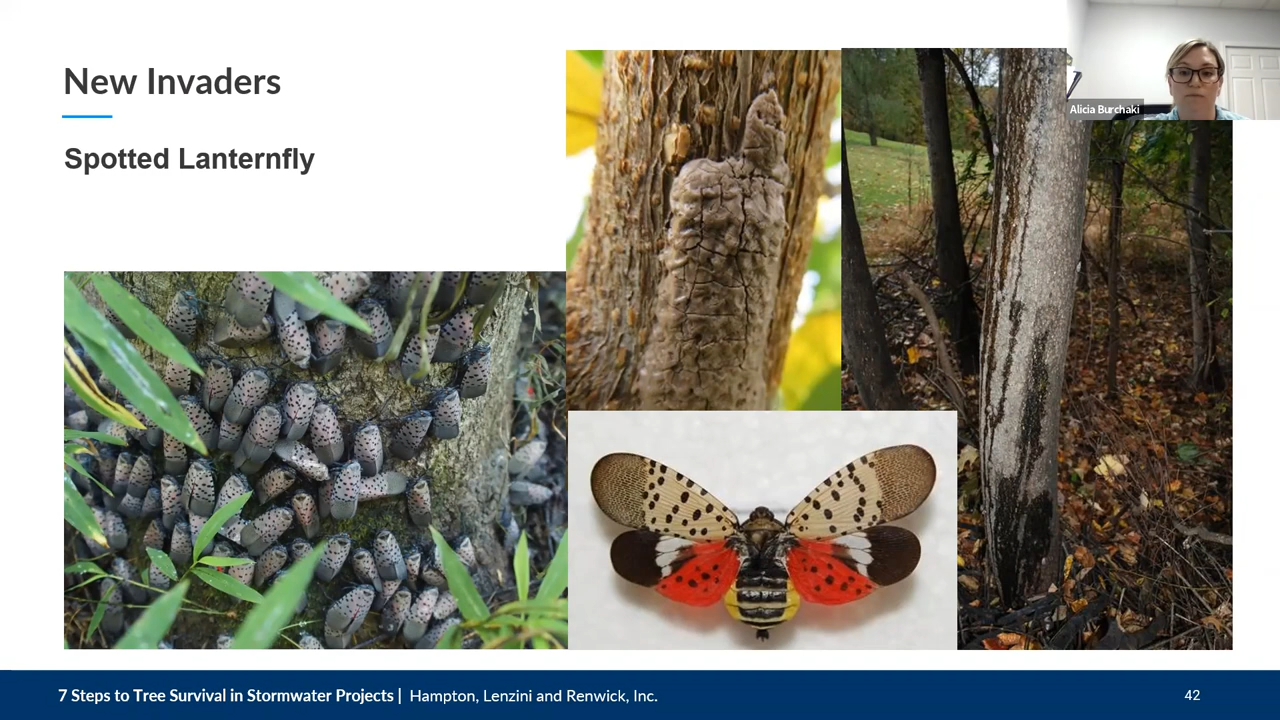 New Invaders
Spotted Lanternfly
Alicia Burchaki
7 Steps to Tree Survival in Stormwater Projects | Hampton, Lenzini and Renwick, Inc.
42